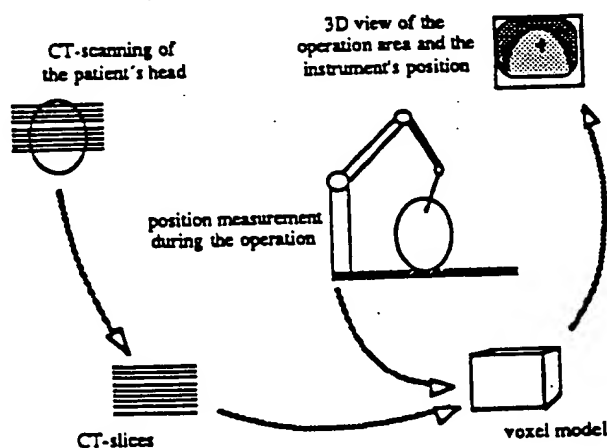 CT-scanning of
the patient's head
3D view of the
operation area and the
instrument's position
position measurement
during the operation
CT-slices
voxel model